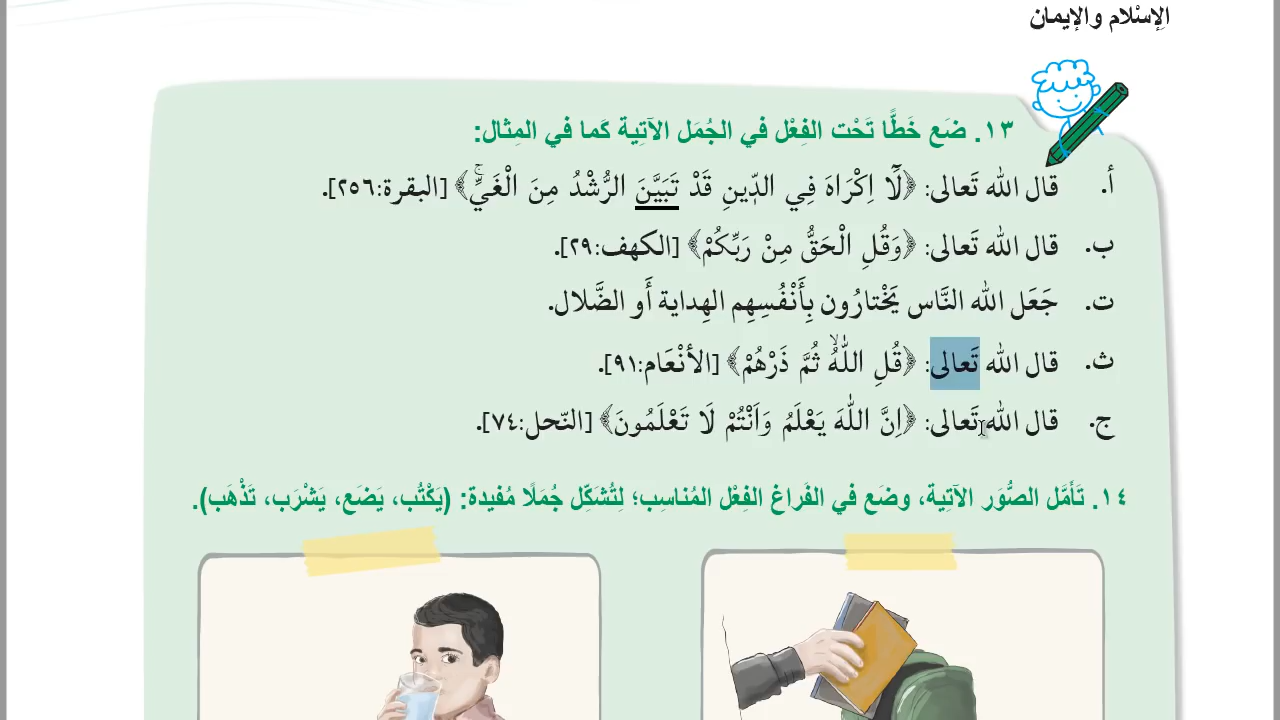 الإسْلام والإيمان
١٣. ضَع خَطًّا تَحْت الفِعْل في الجُمَل الآتِية كَما في المِثال:
أ. قال الله تَعالى: ﴿لَٓا اِكْرَاهَ فِي الدّ۪ينِ قَدْ تَبَيَّنَ الرُّشْدُ مِنَ الْغَيِّۚ﴾ [البقرة:٢٥٦].
ب. قال الله تَعالى: ﴿وَقُلِ الْحَقُّ مِنْ رَبِّكُمْ﴾ [الكهف:٢٩].
ت. جَعَل الله النَّاس يَخْتارُون بِأَنْفُسِهِم الهِداية أَو الضَّلال.
ث. قال الله تَعالى: ﴿قُلِ اللّٰهُۙ ثُمَّ ذَرْهُمْ﴾ [الأنْعَام:٩١].
ج. قال الله تَعالى: ﴿اِنَّ اللّٰهَ يَعْلَمُ وَاَنْتُمْ لَا تَعْلَمُونَ﴾ [النّحل:٧٤].
١٤. تَأَمَّل الصُّوَر الآتِية، وضَع في الفَراغ الفِعْل المُناسِب؛ لِتُشَكِّل جُمَلًا مُفيدة: (يَكْتُب، يَضَع، يَشْرَب، تَذْهَب).